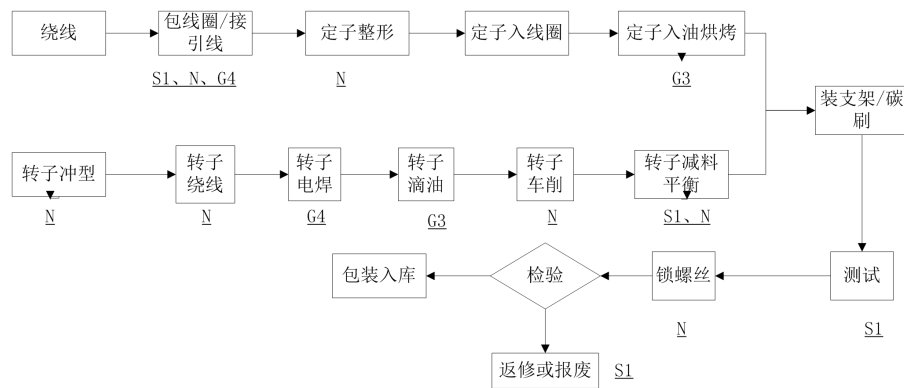 绕线
包线圈/接
引线
定子整形
定子入线圈
定子入油烘烤
S1、N、G4
N
G3
装支架/碳
刷
转子冲型
转子
绕线
转子
电焊
转子
滴油
转子
车削
转子减料
平衡
N
N
G4
G3
N
S1、N
包装入库
检验
锁螺丝
测试
N
S1
返修或报废
S1